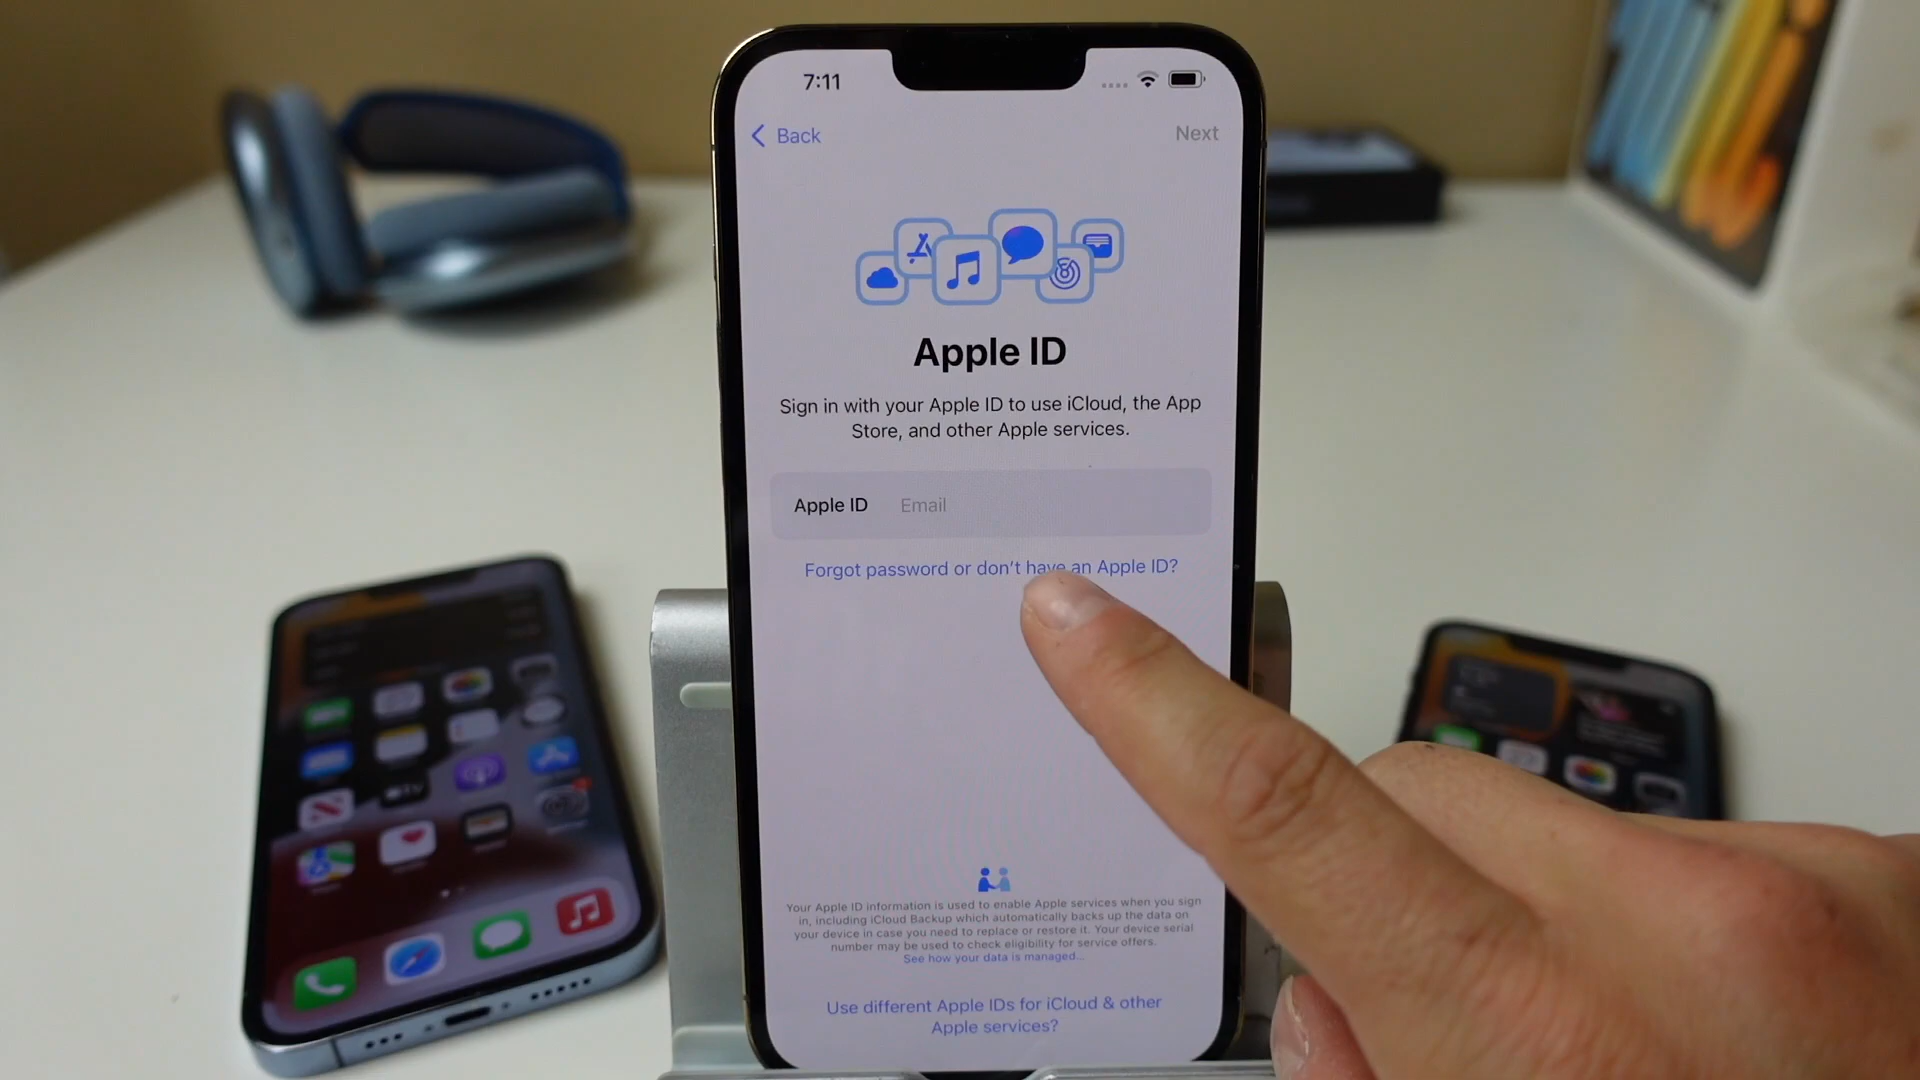 7:11
Back
Next
Apple ID
Sign in with your Apple ID to use iCloud, the App
Store, and other Apple services.
Apple ID Email
Forgot password or don't have an Apple ID?
Your Apple ID information is used to enable Apple services when you sign
in, including iCloud Backup which automatically backs up the data on
your device in case you need to replace or restore it. Your device serial
number may be used to check eligibility for service offers.
See how your data is managed...
Use different Apple IDs for iCloud & other
Apple services?